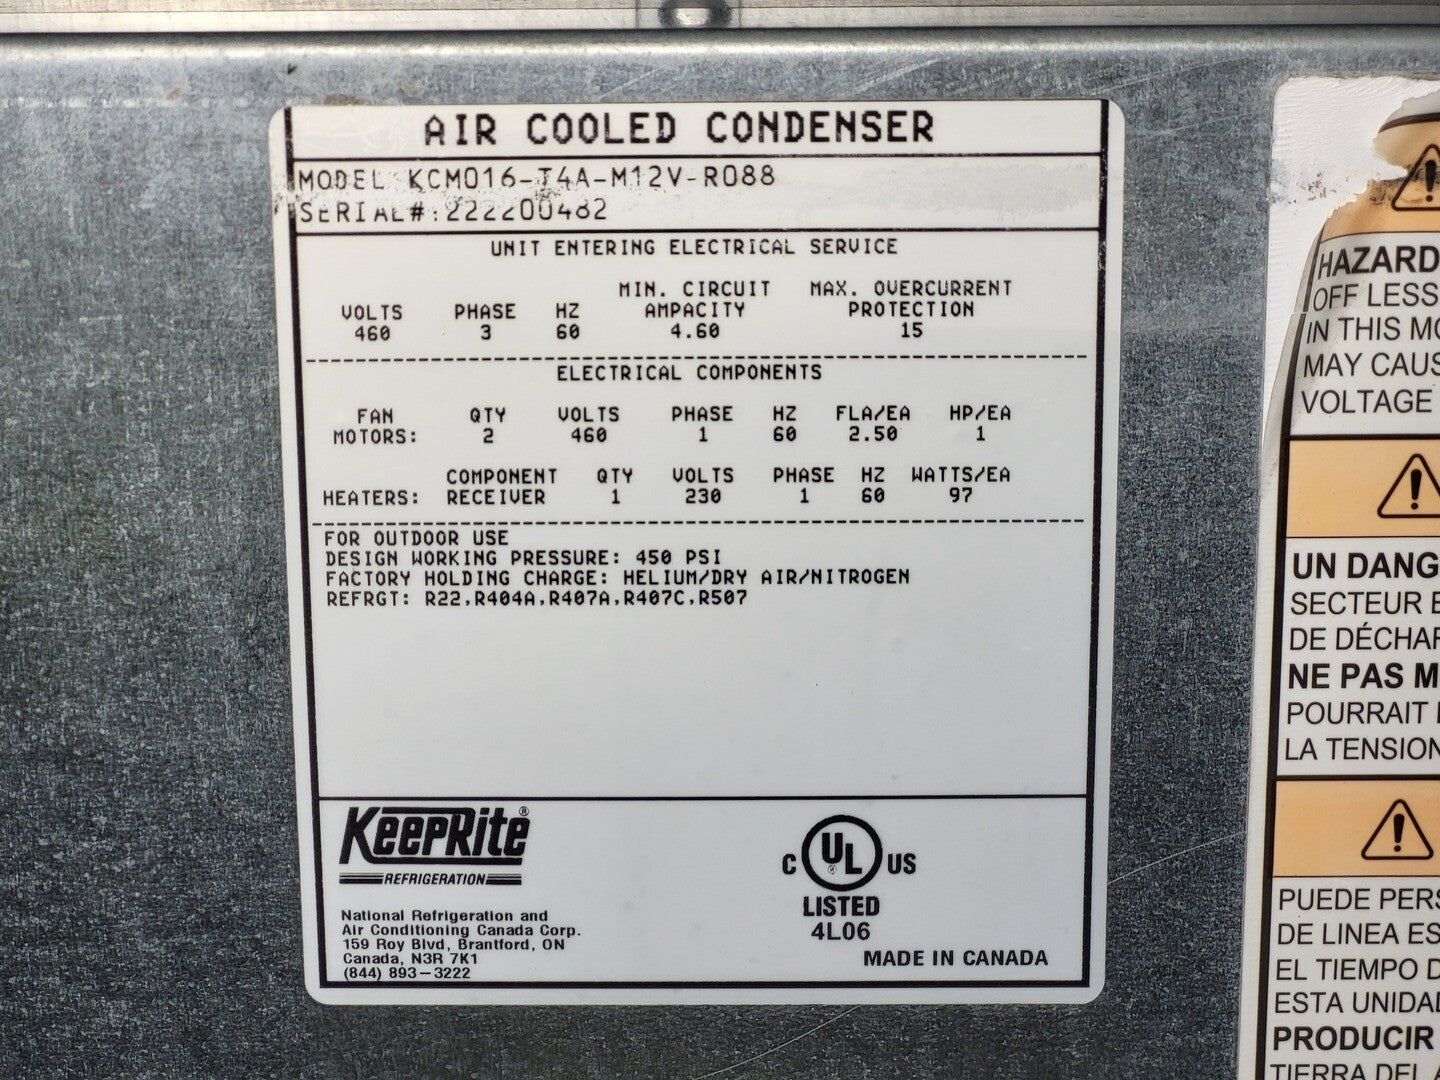 AIR COOLED CONDENSER
MODEL KCM016-T4A-M12V-R088
SERIAL#:222200482
UNIT ENTERING ELECTRICAL SERVICE
VOLTS PHASE HZ MIN. CIRCUIT AMPACITY MAX. OVERCURRENT PROTECTION
460 3 60 4.60 15
ELECTRICAL COMPONENTS
FAN MOTORS: QTY VOLTS PHASE HZ FLA/EA HP/EA
2 460 1 60 2.50 1
COMPONENT QTY VOLTS PHASE HZ WATTS/EA
HEATERS: RECEIVER 1 230 1 60 97
FOR OUTDOOR USE
DESIGN WORKING PRESSURE: 450 PSI
FACTORY HOLDING CHARGE: HELIUM/DRY AIR/NITROGEN
REFRGT: R22,R404A,R407A,R407C,R507
KeepRite®
REFRIGERATION
National Refrigeration and
Air Conditioning Canada Corp.
159 Roy Blvd, Brantford, ON
Canada, N3R 7K1
(844) 893-3222
C UL® US
LISTED
4L06
MADE IN CANADA
HAZARD
OFF LESS
IN THIS MO
MAY CAUS
VOLTAGE
UN DANG
SECTEUR E
DE DÉCHAR
NE PAS M
POURRAIT
LA TENSION
PUEDE PERS
DE LINEA ES
EL TIEMPO D
ESTA UNIDAD
PRODUCIR
TIERRA DEL A